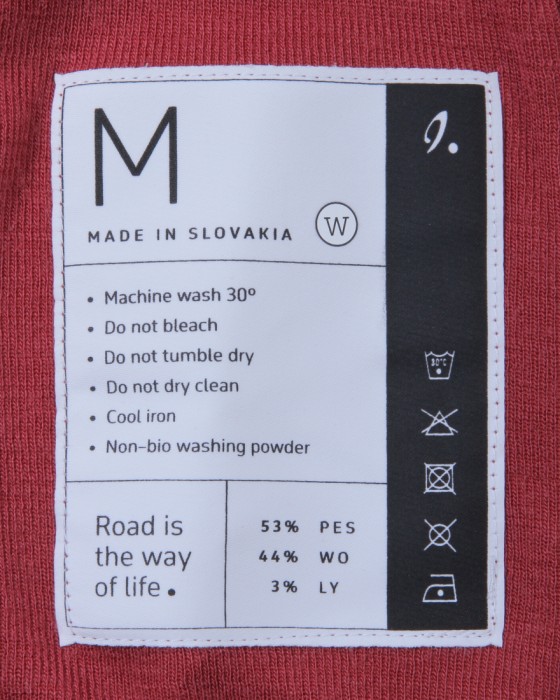 M
MADE IN SLOVAKIA
W
• Machine wash 30º
• Do not bleach
• Do not tumble dry
• Do not dry clean
• Cool iron
• Non-bio washing powder
Road is
the way
of life.
53% PES
44% WO
3% LY
30°C